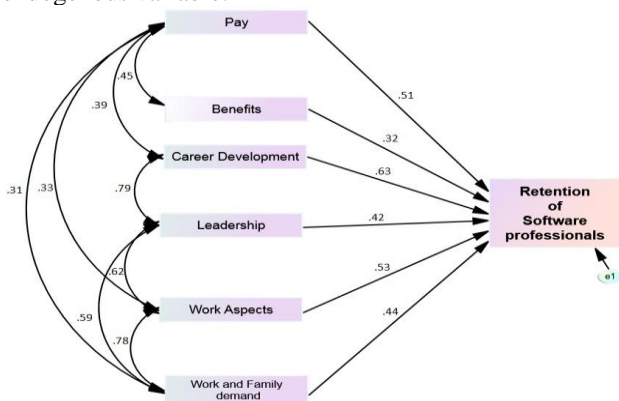 Pay
.45
.51
Benefits
.39
.32
Career Development
.63
.31
.33
.79
Retention
of
Software
professionals
Leadership
.42
.62
.53
e1
Work Aspects
.59
.78
.44
Work and Family
demand